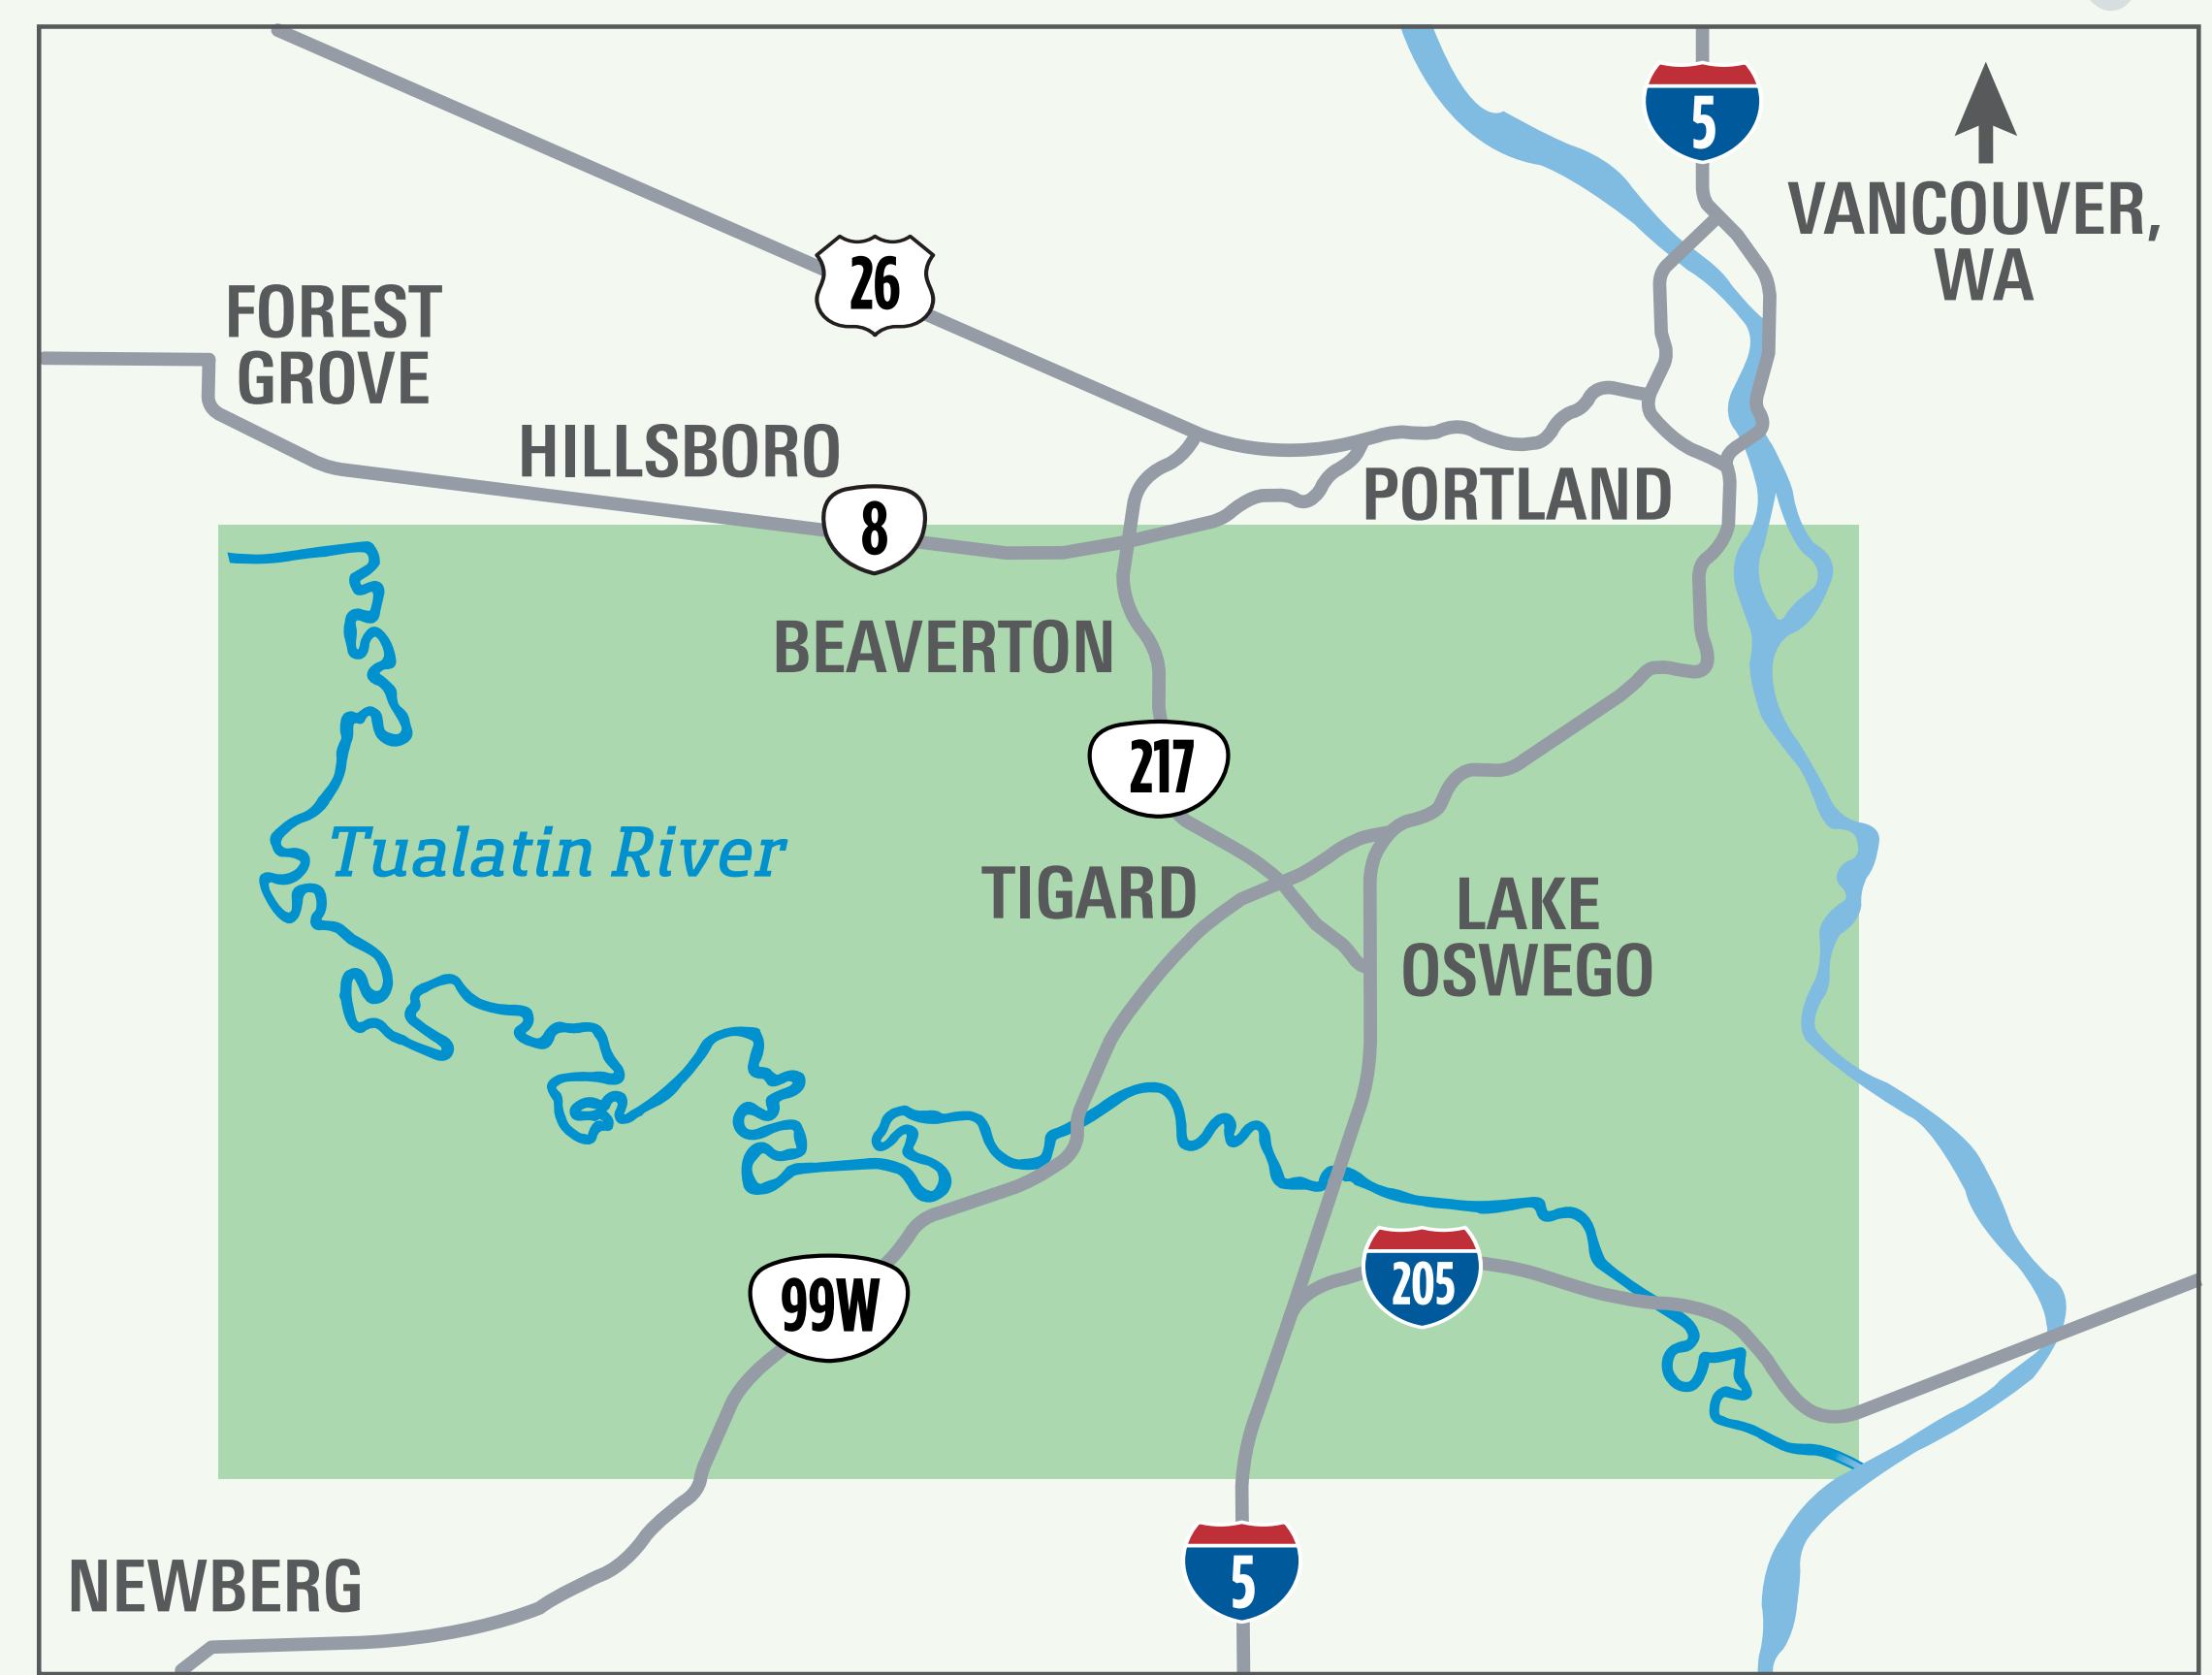 5
VANCOUVER,
WA
26
FOREST
GROVE
HILLSBORO
8
PORTLAND
BEAVERTON
217
Tualatin River
TIGARD
LAKE
OSWEGO
205
99W
5
NEWBERG